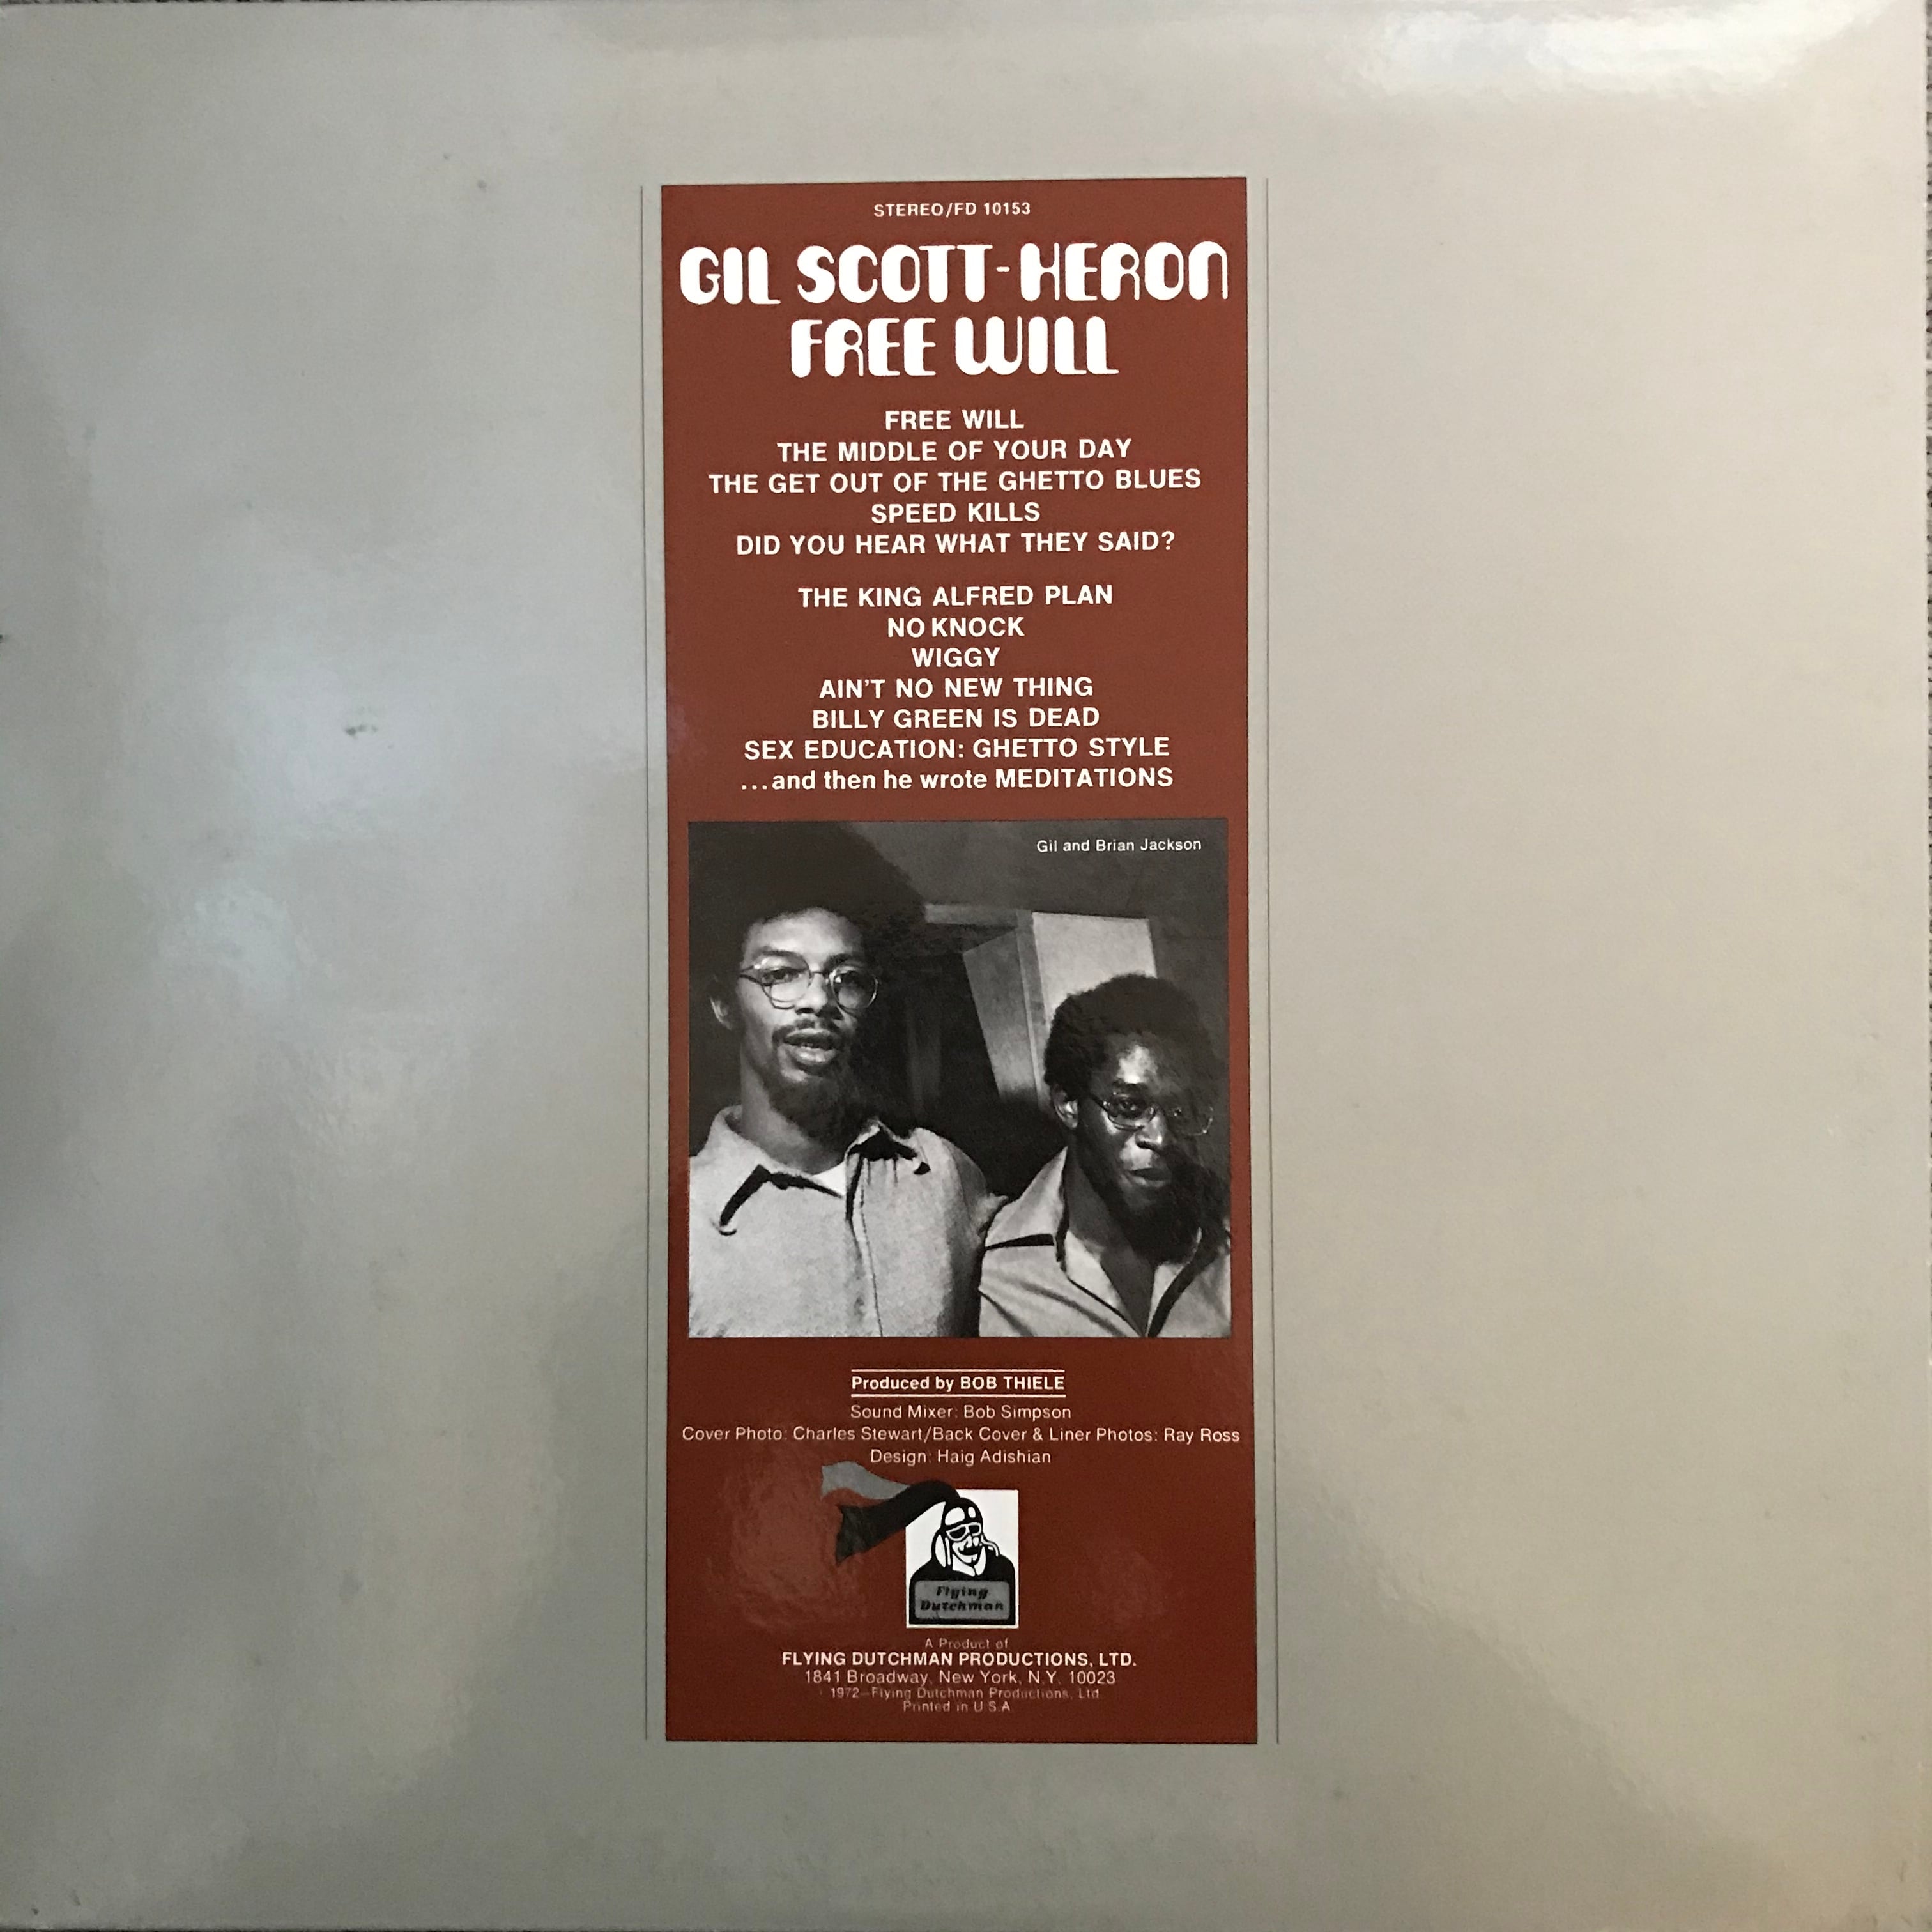 STEREO/FD 10153
GIL SCOTT-HERON
FREE WILL
FREE WILL
THE MIDDLE OF YOUR DAY
THE GET OUT OF THE GHETTO BLUES
SPEED KILLS
DID YOU HEAR WHAT THEY SAID?
THE KING ALFRED PLAN
NO KNOCK
WIGGY
AIN'T NO NEW THING
BILLY GREEN IS DEAD
SEX EDUCATION: GHETTO STYLE
...and then he wrote MEDITATIONS
Gil and Brian Jackson
Produced by BOB THIELE
Sound Mixer: Bob Simpson
Cover Photo: Charles Stewart/Back Cover & Liner Photos: Ray Ross
Design: Haig Adishian
Flying
Dutchman
A Product of
FLYING DUTCHMAN PRODUCTIONS, LTD.
1841 Broadway, New York, N.Y. 10023
1972—Flying Dutchman Productions, Ltd.
Printed in U.S.A.